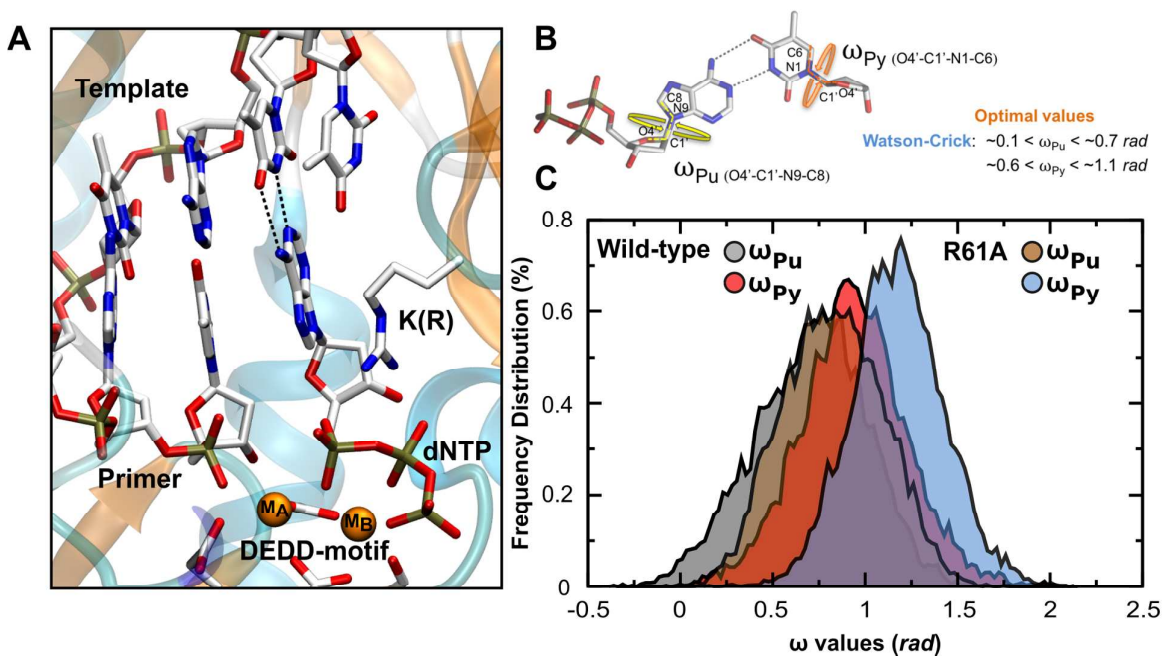 A
Template
K(R)
dNTP
Primer
MA
MB
DEDD-motif
B
C6
N1
C1'
O4'
ωPy (O4'-C1'-N1-C6)
C8
N9
O4'
C1'
ωPu (O4'-C1'-N9-C8)
Optimal values
Watson-Crick: ~0.1 < ωPu < ~0.7 rad
~0.6 < ωPy < ~1.1 rad
C
Wild-type
ωPu
ωPy
R61A
ωPu
ωPy
Frequency Distribution (%)
0.8
0.6
0.4
0.2
0
-0.5
0
0.5
1
1.5
2
2.5
ω values (rad)